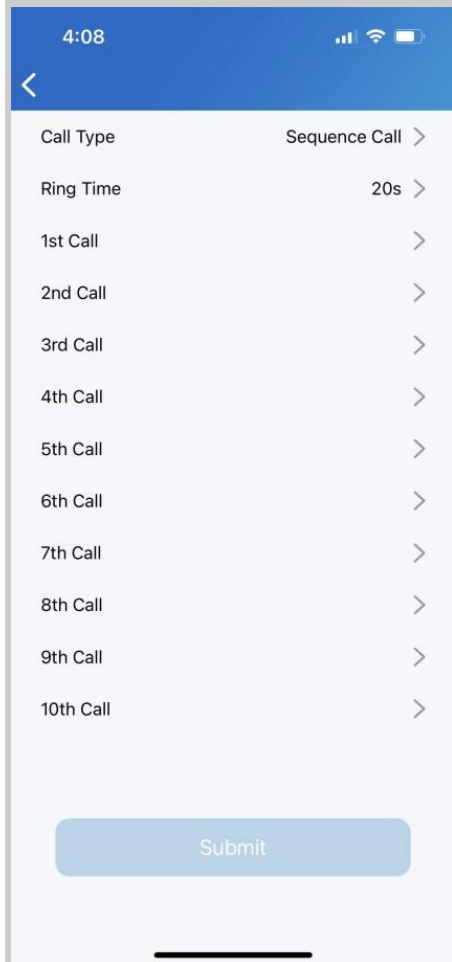 4:08
Call Type Sequence Call
Ring Time 20s
1st Call
2nd Call
3rd Call
4th Call
5th Call
6th Call
7th Call
8th Call
9th Call
10th Call
Submit